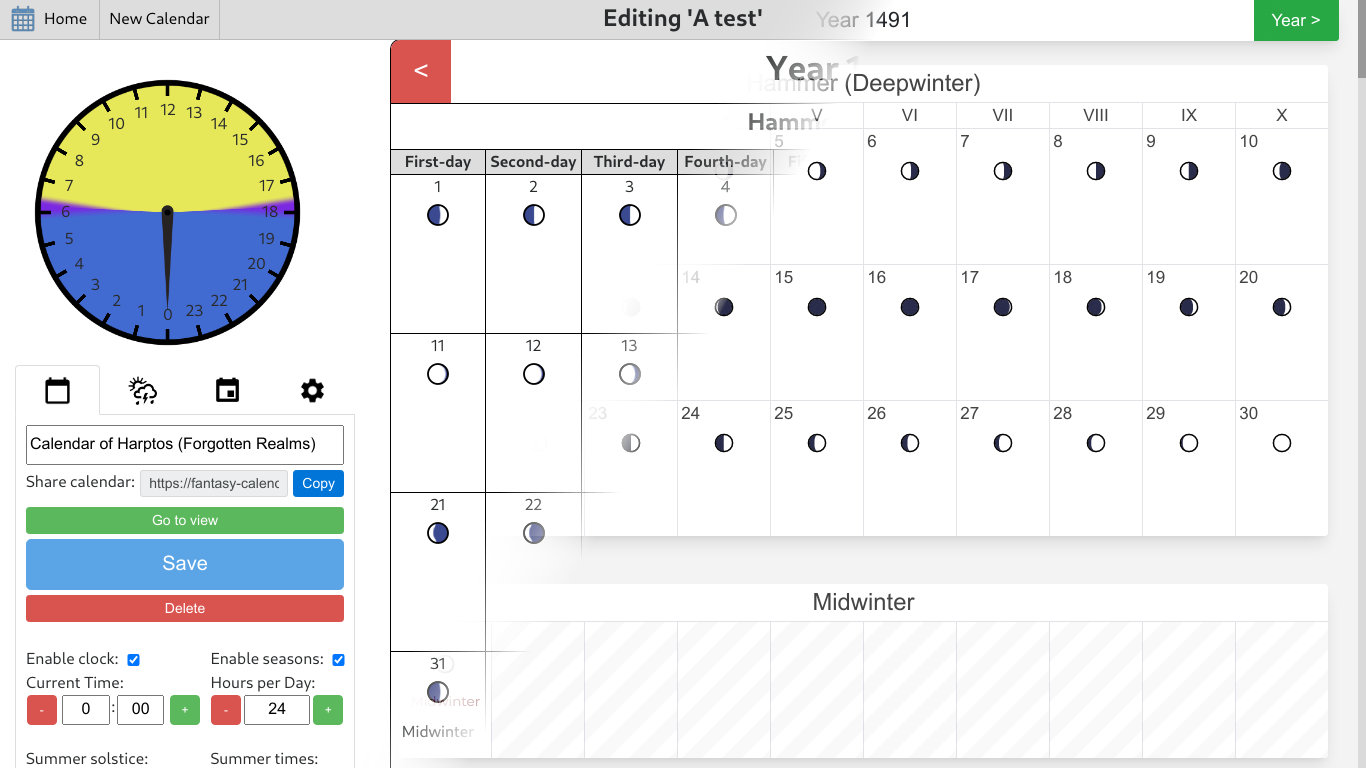 Home New Calendar Editing 'A test' Year 1491 Year >
< Year 1
Hammer (Deepwinter)
Hamm
First-day Second-day Third-day Fourth-day
V VI VII VIII IX X
1 2 3 4 5 6 7 8 9 10
11 12 13 14 15 16 17 18 19 20
21 22 23 24 25 26 27 28 29 30
Midwinter
31
Midwinter
Midwinter
12
11 13
10 14
9 15
8 16
7 17
6 18
5 19
4 20
3 21
2 22
1 23
0
Calendar of Harptos (Forgotten Realms)
Share calendar: https://fantasy-calenc Copy
Go to view
Save
Delete
Enable clock: Enable seasons:
Current Time: Hours per Day:
- 0 : 00 + - 24 +
Summer solstice: Summer times: